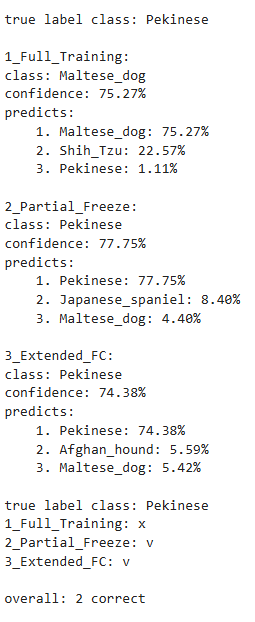 true label class: Pekinese
1_Full_Training:
class: Maltese_dog
confidence: 75.27%
predicts:
1. Maltese_dog: 75.27%
2. Shih_Tzu: 22.57%
3. Pekinese: 1.11%
2_Partial_Freeze:
class: Pekinese
confidence: 77.75%
predicts:
1. Pekinese: 77.75%
2. Japanese_spaniel: 8.40%
3. Maltese_dog: 4.40%
3_Extended_FC:
class: Pekinese
confidence: 74.38%
predicts:
1. Pekinese: 74.38%
2. Afghan_hound: 5.59%
3. Maltese_dog: 5.42%
true label class: Pekinese
1_Full_Training: x
2_Partial_Freeze: v
3_Extended_FC: v
overall: 2 correct